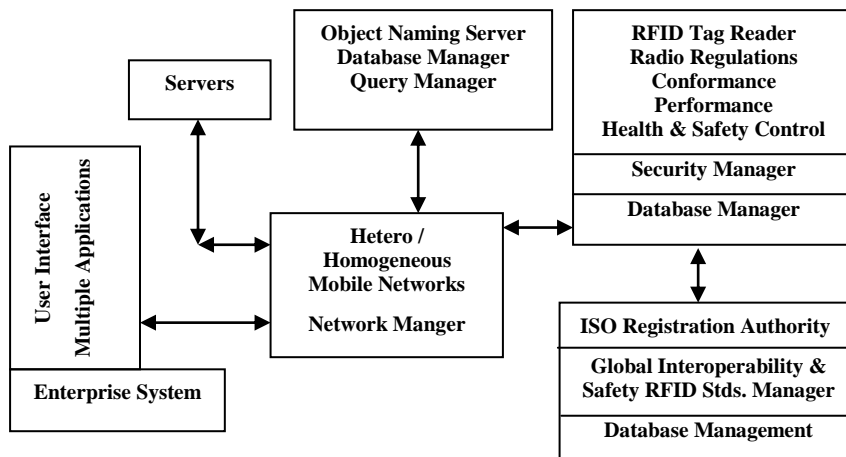 Object Naming Server
Database Manager
Query Manager
RFID Tag Reader
Radio Regulations
Conformance
Performance
Health & Safety Control
Security Manager
Database Manager
Servers
User Interface
Multiple Applications
Enterprise System
Hetero /
Homogeneous
Mobile Networks
Network Manger
ISO Registration Authority
Global Interoperability &
Safety RFID Stds. Manager
Database Management